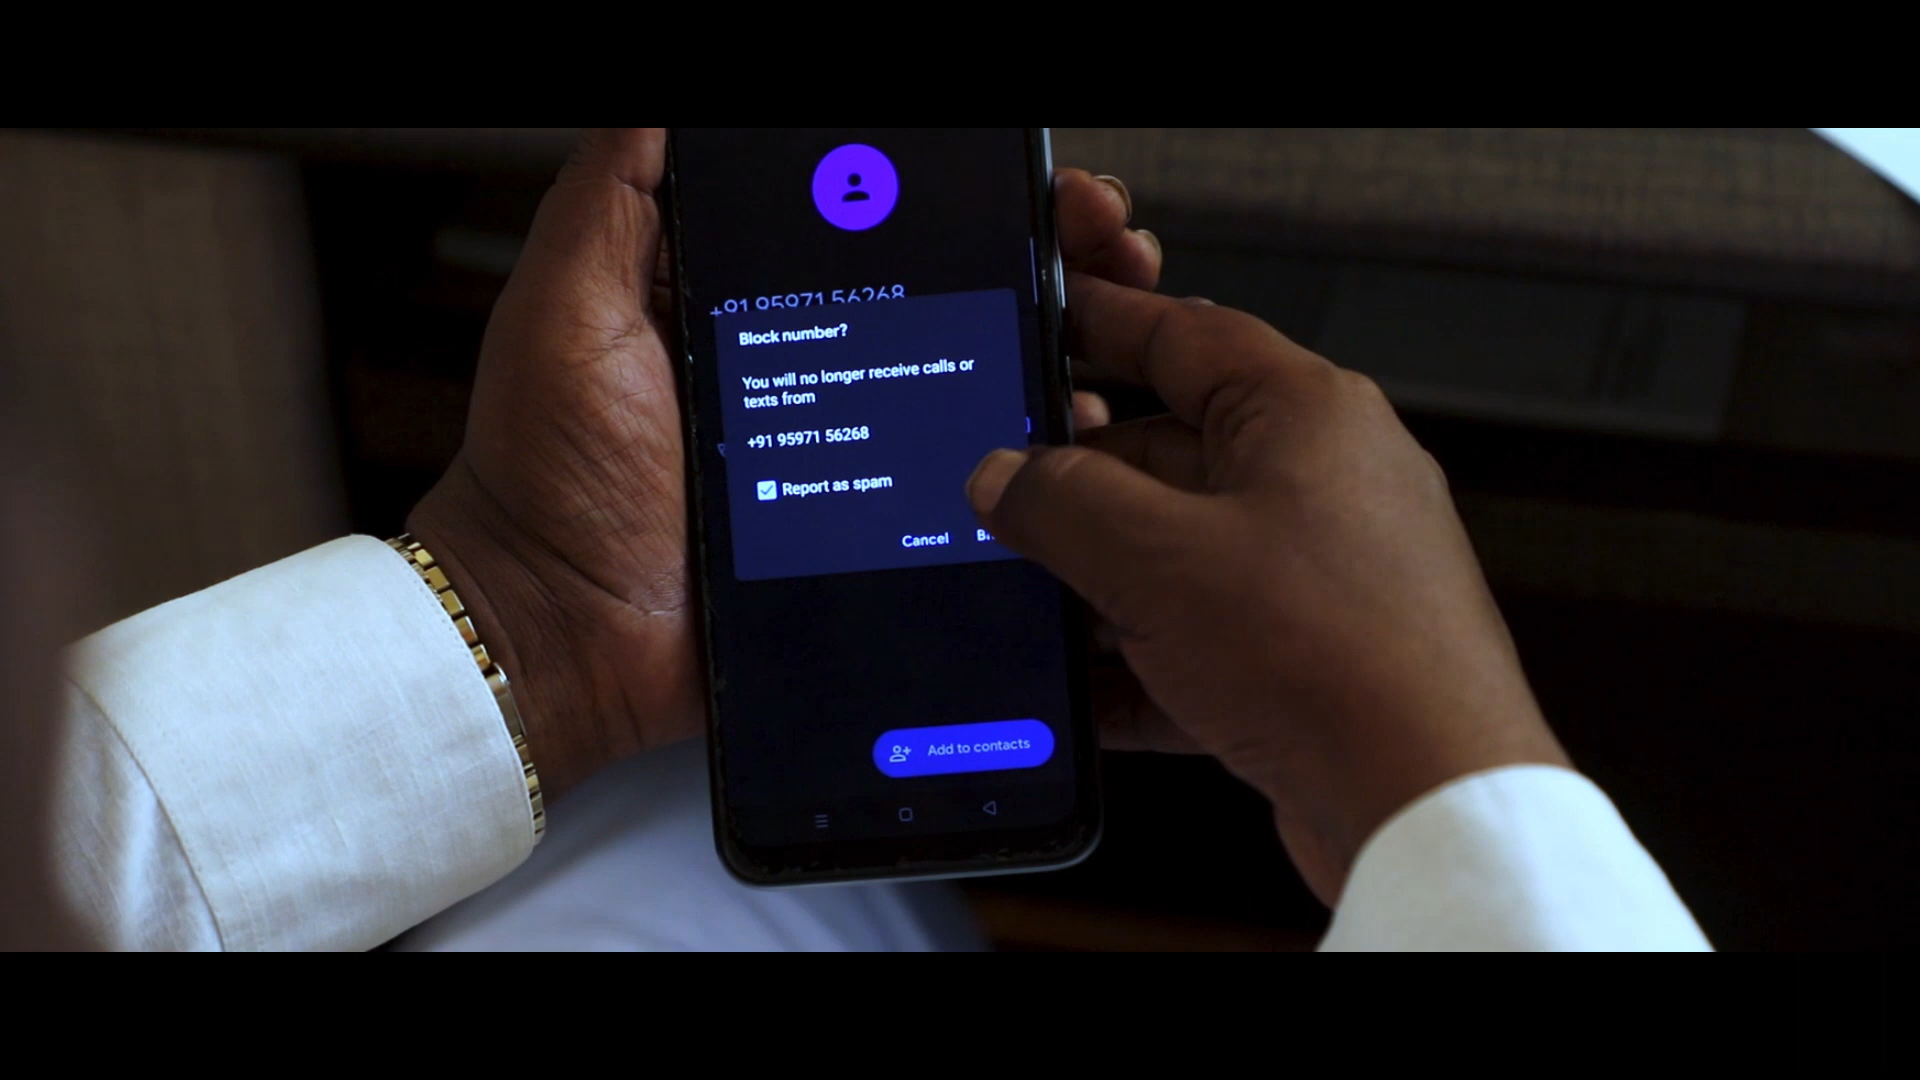 +91 95971 56268
Block number?
You will no longer receive calls or
texts from
+91 95971 56268
Report as spam
Cancel
Add to contacts